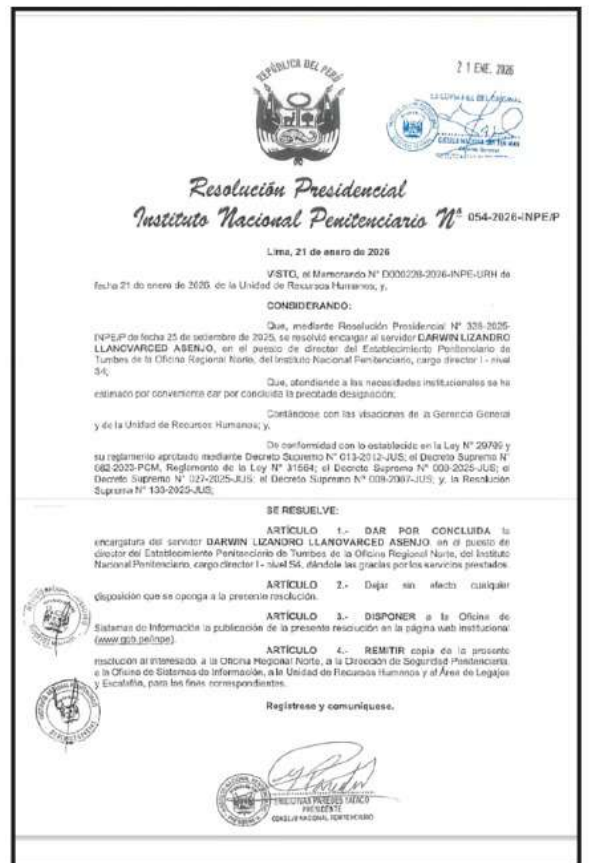 REPÚBLICA DEL PERÚ
21 ENE. 2026
ES COPIA FIEL DEL ORIGINAL
Resolución Presidencial
Instituto Nacional Penitenciario Nº 054-2026-INPE/P
Lima, 21 de enero de 2026
VISTO, el Memorando N° D000228-2026-INPE-URH de
fecha 21 de enero de 2026, de la Unidad de Recursos Humanos; y,
CONSIDERANDO:
Que, mediante Resolución Presidencial N° 328-2025-
INPE/P de fecha 25 de setiembre de 2025, se resolvió encargar al servidor DARWIN LIZANDRO
LLANOVARCED ASENJO, en el puesto de director del Establecimiento Penitenciario de
Tumbes de la Oficina Regional Norte, del Instituto Nacional Penitenciario, cargo director I - nivel
S4;
Que, atendiendo a las necesidades institucionales se ha
estimado por conveniente dar por concluida la precitada designación;
Contándose con las visaciones de la Gerencia General
y de la Unidad de Recursos Humanos; y,
De conformidad con lo establecido en la Ley N° 29709 y
su reglamento aprobado mediante Decreto Supremo N° 013-2012-JUS; el Decreto Supremo N°
082-2023-PCM, Reglamento de la Ley N° 31564; el Decreto Supremo N° 003-2025-JUS; el
Decreto Supremo N° 027-2025-JUS; el Decreto Supremo N° 009-2007-JUS; y, la Resolución
Suprema N° 133-2025-JUS;
SE RESUELVE:
ARTÍCULO 1.- DAR POR CONCLUIDA la
encargatura del servidor DARWIN LIZANDRO LLANOVARCED ASENJO, en el puesto de
director del Establecimiento Penitenciario de Tumbes de la Oficina Regional Norte, del Instituto
Nacional Penitenciario, cargo director I - nivel S4, dándole las gracias por los servicios prestados.
ARTÍCULO 2.- Dejar sin efecto cualquier
disposición que se oponga a la presente resolución.
ARTÍCULO 3.- DISPONER a la Oficina de
Sistemas de Información la publicación de la presente resolución en la página web institucional
(www.gob.pe/inpe).
ARTÍCULO 4.- REMITIR copia de la presente
resolución al interesado, a la Oficina Regional Norte, a la Dirección de Seguridad Penitenciaria,
a la Oficina de Sistemas de Información, a la Unidad de Recursos Humanos y al Área de Legajos
y Escalafón, para los fines correspondientes.
Regístrese y comuníquese.
PAREDES YATACO
PRESIDENTE
CONSEJO NACIONAL PENITENCIARIO